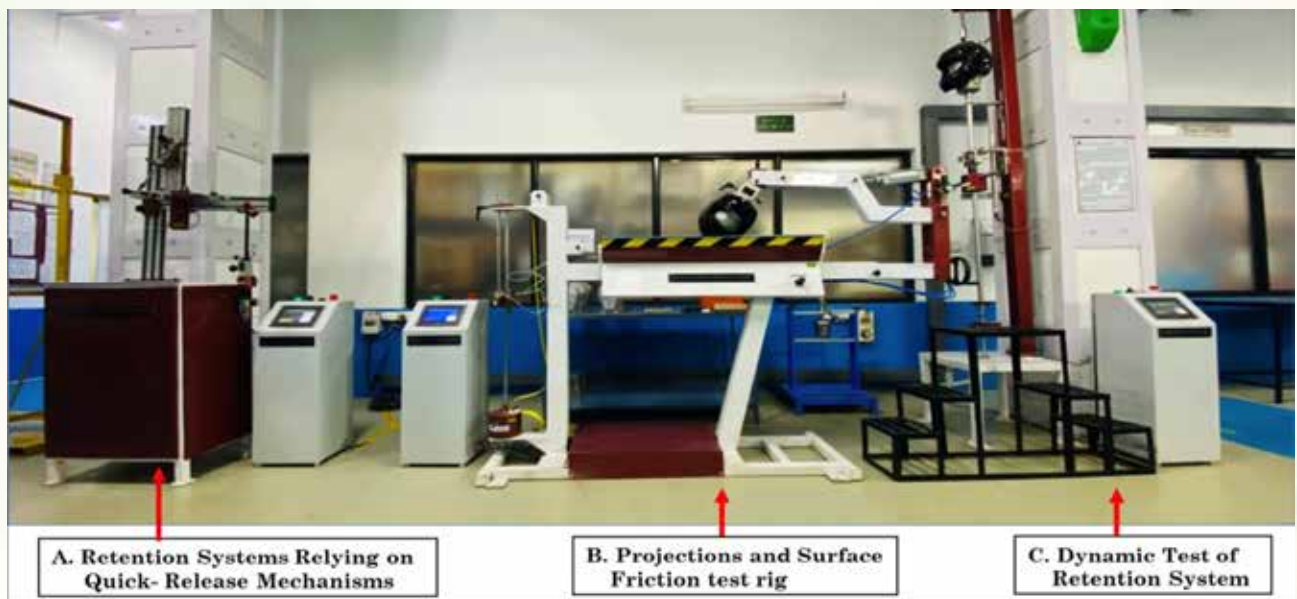 A. Retention Systems Relying on
Quick- Release Mechanisms
B. Projections and Surface
Friction test rig
C. Dynamic Test of
Retention System